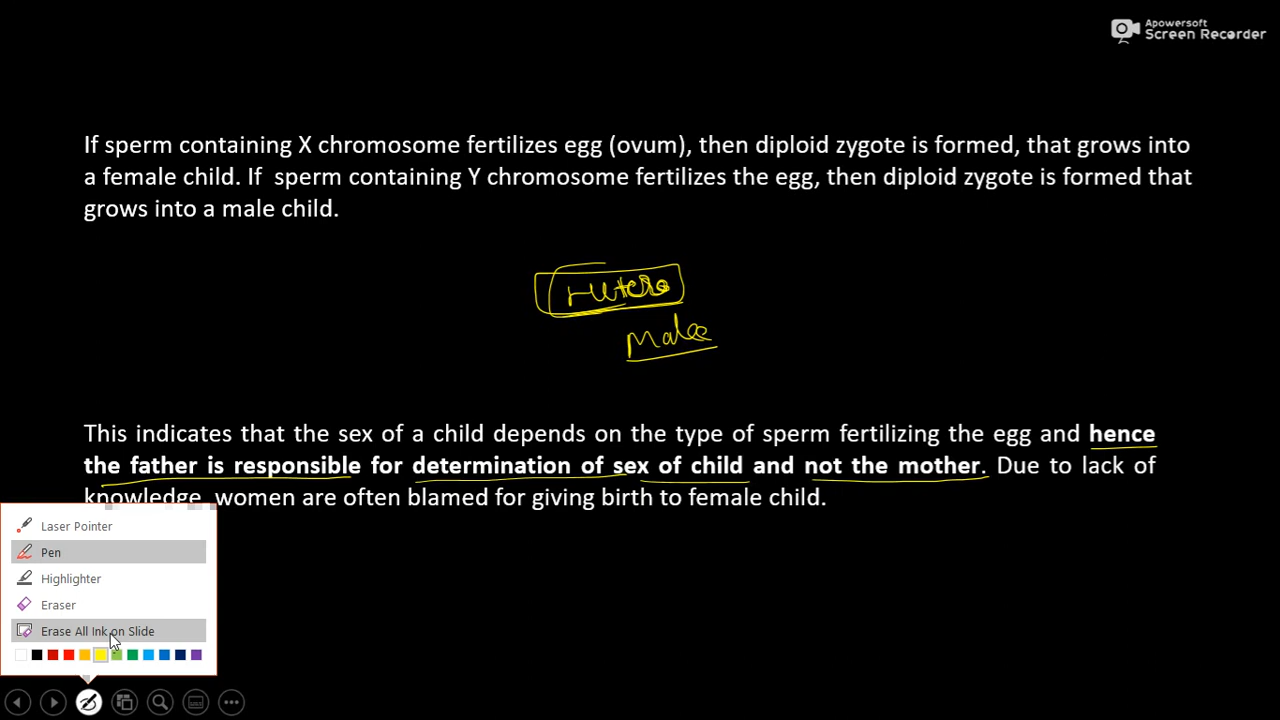 Apowersoft
Screen Recorder
If sperm containing X chromosome fertilizes egg (ovum), then diploid zygote is formed, that grows into
a female child. If sperm containing Y chromosome fertilizes the egg, then diploid zygote is formed that
grows into a male child.
Male
This indicates that the sex of a child depends on the type of sperm fertilizing the egg and hence
the father is responsible for determination of sex of child and not the mother. Due to lack of
knowledge, women are often blamed for giving birth to female child.
Laser Pointer
Pen
Highlighter
Eraser
Erase All Ink on Slide